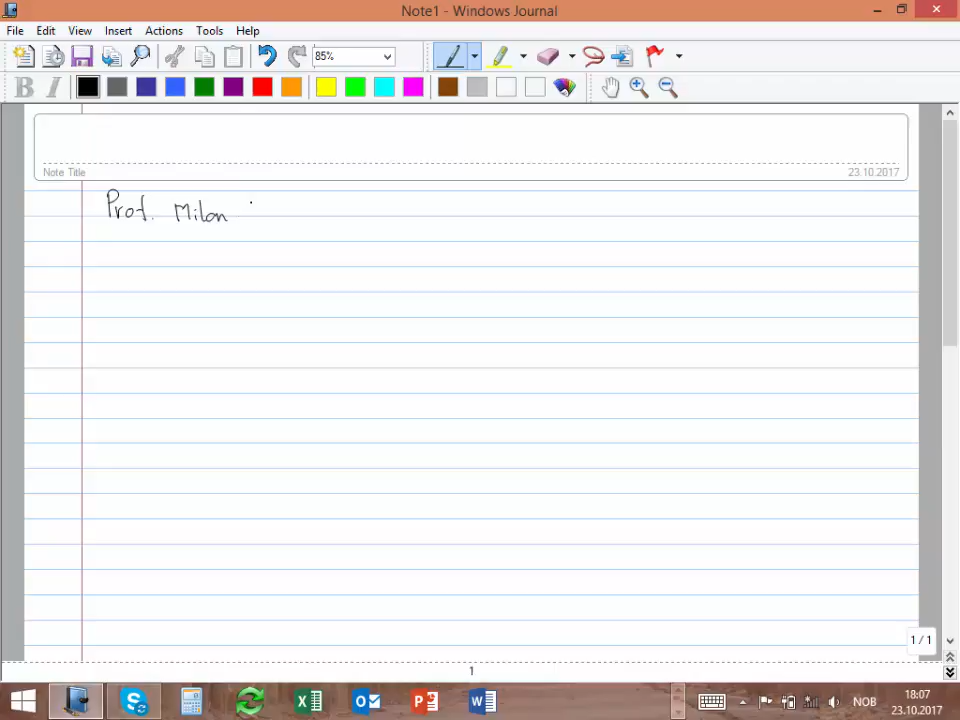 Note1 - Windows Journal
File Edit View Insert Actions Tools Help
85%
B I
Note Title 23.10.2017
Prof. Milan
1 / 1
1
NOB 18:07
23.10.2017